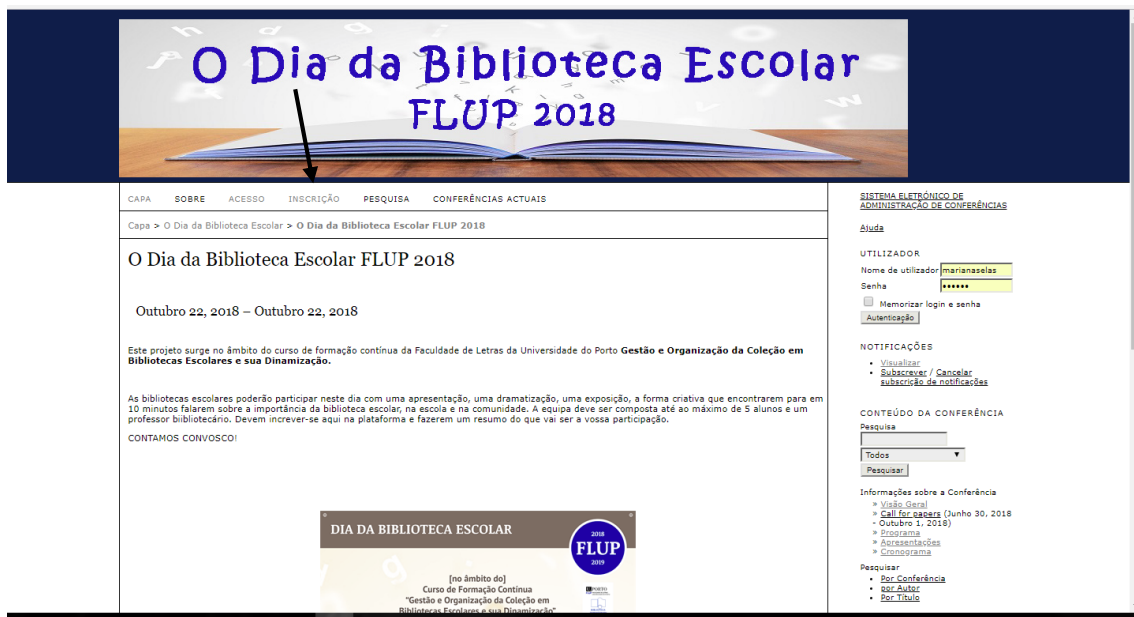 O Dia da Biblioteca Escolar
FLUP 2018
CAPA SOBRE ACESSO INSCRIÇÃO PESQUISA CONFERÊNCIAS ACTUAIS
Capa > O Dia da Biblioteca Escolar > O Dia da Biblioteca Escolar FLUP 2018
O Dia da Biblioteca Escolar FLUP 2018
Outubro 22, 2018 – Outubro 22, 2018
Este projeto surge no âmbito do curso de formação contínua da Faculdade de Letras da Universidade do Porto Gestão e Organização da Coleção em
Bibliotecas Escolares e sua Dinamização.
As bibliotecas escolares poderão participar neste dia com uma apresentação, uma dramatização, uma exposição, a forma criativa que encontrarem para em
10 minutos falarem sobre a importância da biblioteca escolar, na escola e na comunidade. A equipa deve ser composta até ao máximo de 5 alunos e um
professor biibliotecário. Devem increver-se aqui na plataforma e fazerem um resumo do que vai ser a vossa participação.
CONTAMOS CONVOSCO!
DIA DA BIBLIOTECA ESCOLAR
2018
FLUP
2019
[no âmbito do]
Curso de Formação Contínua
"Gestão e Organização da Coleção em
Bibliotecas Escolares e sua Dinamização"
U.PORTO
SISTEMA ELETRÓNICO DE
ADMINISTRAÇÃO DE CONFERÊNCIAS
Ajuda
UTILIZADOR
Nome de utilizador marianaselas
Senha ••••••
Memorizar login e senha
Autenticação
NOTIFICAÇÕES
Visualizar
Subscrever / Cancelar
subscrição de notificações
CONTEÚDO DA CONFERÊNCIA
Pesquisa
Todos
Pesquisar
Informações sobre a Conferência
» Visão Geral
» Call for papers (Junho 30, 2018
- Outubro 1, 2018)
» Programa
» Apresentações
» Cronograma
Pesquisar
Por Conferência
por Autor
Por Título